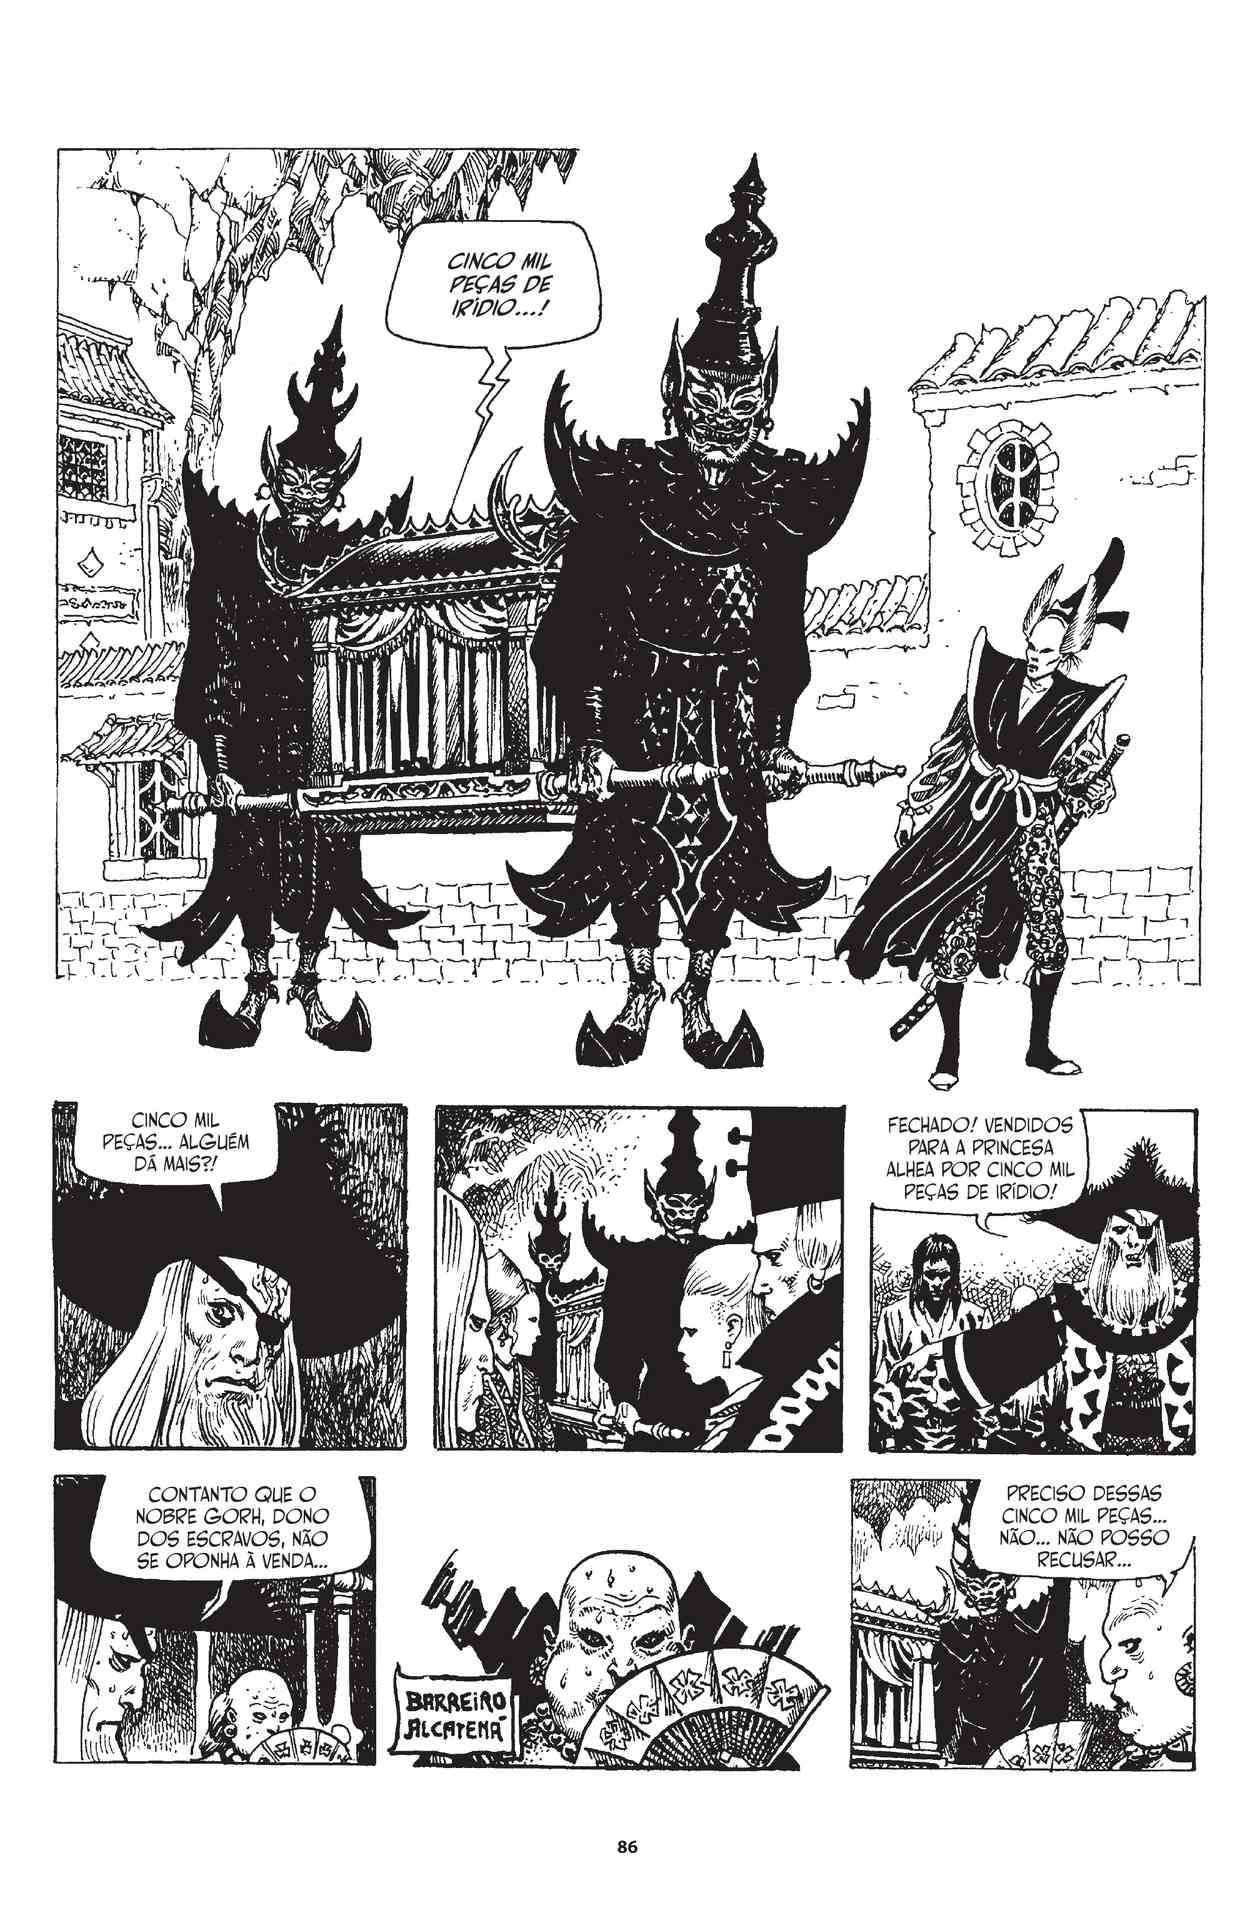 CINCO MIL
PEÇAS DE
IRÍDIO...!
CINCO MIL
PEÇAS... ALGUÉM
DÁ MAIS?!
FECHADO! VENDIDOS
PARA A PRINCESA
ALHEA POR CINCO MIL
PEÇAS DE IRÍDIO!
CONTANTO QUE O
NOBRE GORH, DONO
DOS ESCRAVOS, NÃO
SE OPONHA À VENDA...
BARREIRO
ALCATENA
PRECISO DESSAS
CINCO MIL PEÇAS...
NÃO... NÃO POSSO
RECUSAR...
86